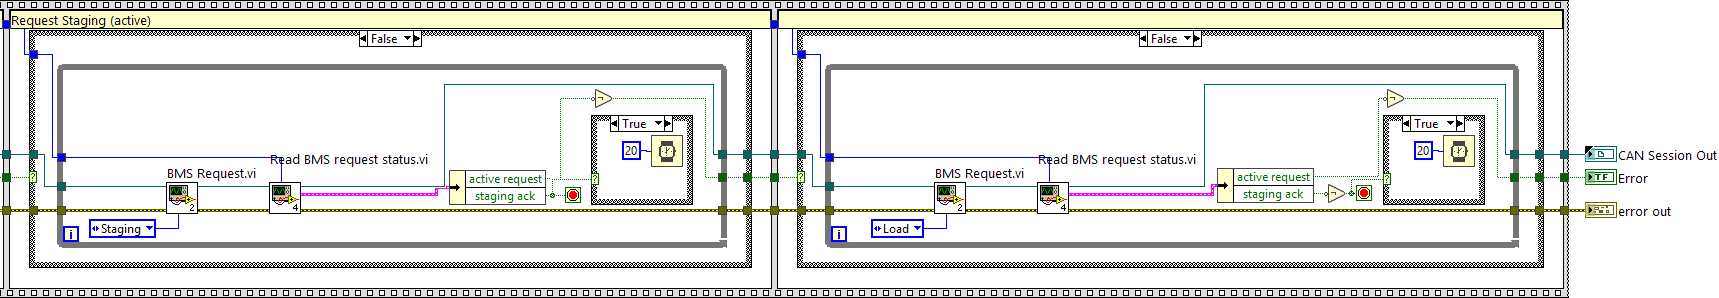 Request Staging (active)
False
False
True
True
20
20
Read BMS request status.vi
Read BMS request status.vi
CAN Session Out
BMS Request.vi
BMS Request.vi
active request
active request
Error
TF
staging ack
staging ack
2
4
2
4
error out
Staging
Load
i
i
?
?
?
?